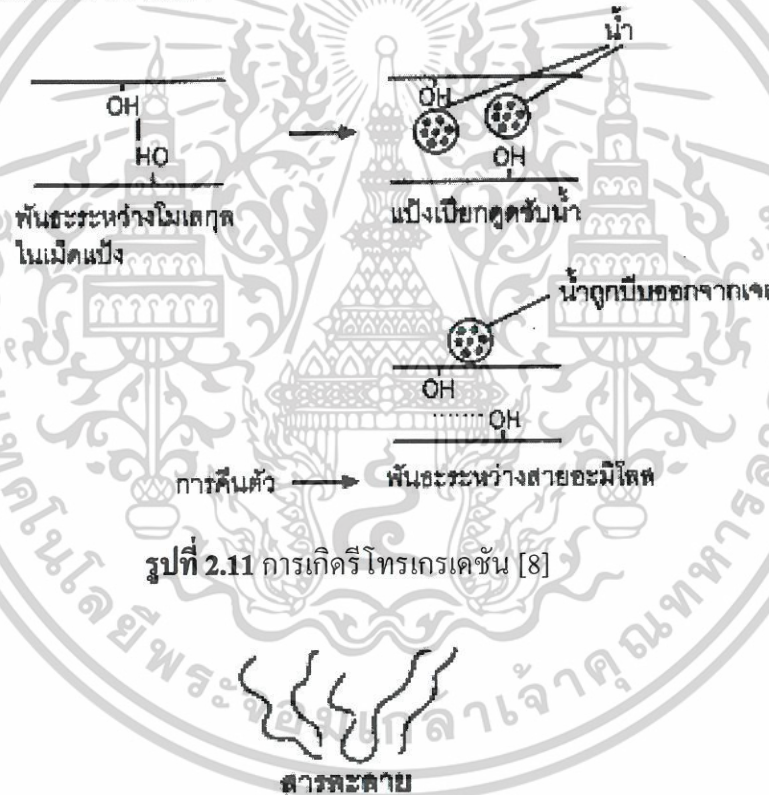 น้ำ
OH
HO
OH
OH
พันธะระหว่างโมเลกุล
ในเม็ดแป้ง
แป้งเปียกดูดซับน้ำ
น้ำถูกบีบออกจากเจล
OH
OH
การคืนตัว
พันธะระหว่างสายอะมิโลส
รูปที่ 2.11 การเกิดรีโทรเกรเดชัน [8]
สารละลาย